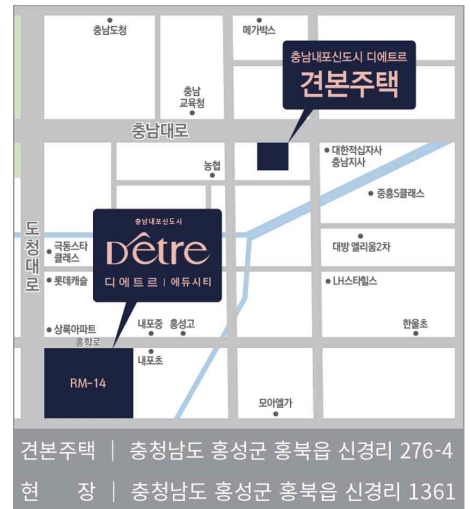 충남도청
메가박스
충남내포신도시 디에트르
견본주택
충남
교육청
충남대로
대한적십자사
충남지사
농협
중흥S클래스
도청대로
충남내포신도시
Dêtre
디에트르 | 에듀시티
극동스타
클래스
대방 엘리움2차
롯데캐슬
LH스타힐스
상록아파트
내포중
홍성고
한울초
홍학로
내포초
RM-14
모아엘가
견본주택 | 충청남도 홍성군 홍북읍 신경리 276-4
현 장 | 충청남도 홍성군 홍북읍 신경리 1361